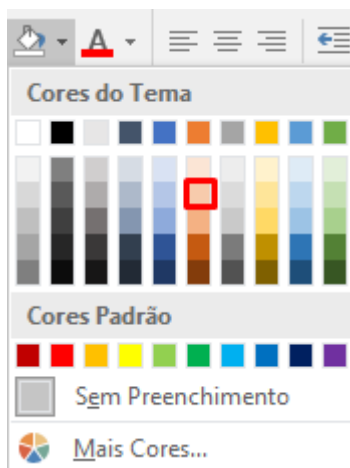 A
Cores do Tema
Cores Padrão
Sem Preenchimento
Mais Cores...